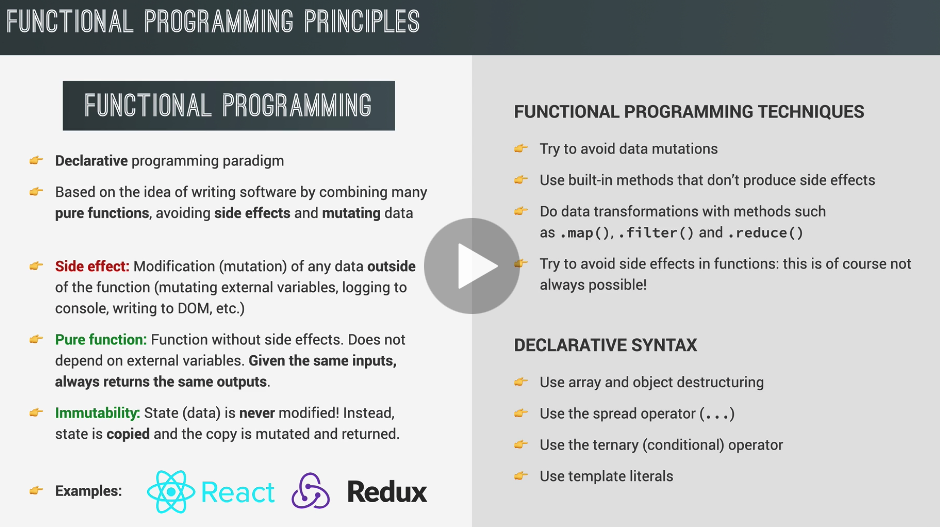 FUNCTIONAL PROGRAMMING PRINCIPLES
FUNCTIONAL PROGRAMMING
Declarative programming paradigm
Based on the idea of writing software by combining many
pure functions, avoiding side effects and mutating data
Side effect: Modification (mutation) of any data outside
of the function (mutating external variables, logging to
console, writing to DOM, etc.)
Pure function: Function without side effects. Does not
depend on external variables. Given the same inputs,
always returns the same outputs.
Immutability: State (data) is never modified! Instead,
state is copied and the copy is mutated and returned.
Examples: React Redux
FUNCTIONAL PROGRAMMING TECHNIQUES
Try to avoid data mutations
Use built-in methods that don't produce side effects
Do data transformations with methods such
as .map(), .filter() and .reduce()
Try to avoid side effects in functions: this is of course not
always possible!
DECLARATIVE SYNTAX
Use array and object destructuring
Use the spread operator (...)
Use the ternary (conditional) operator
Use template literals